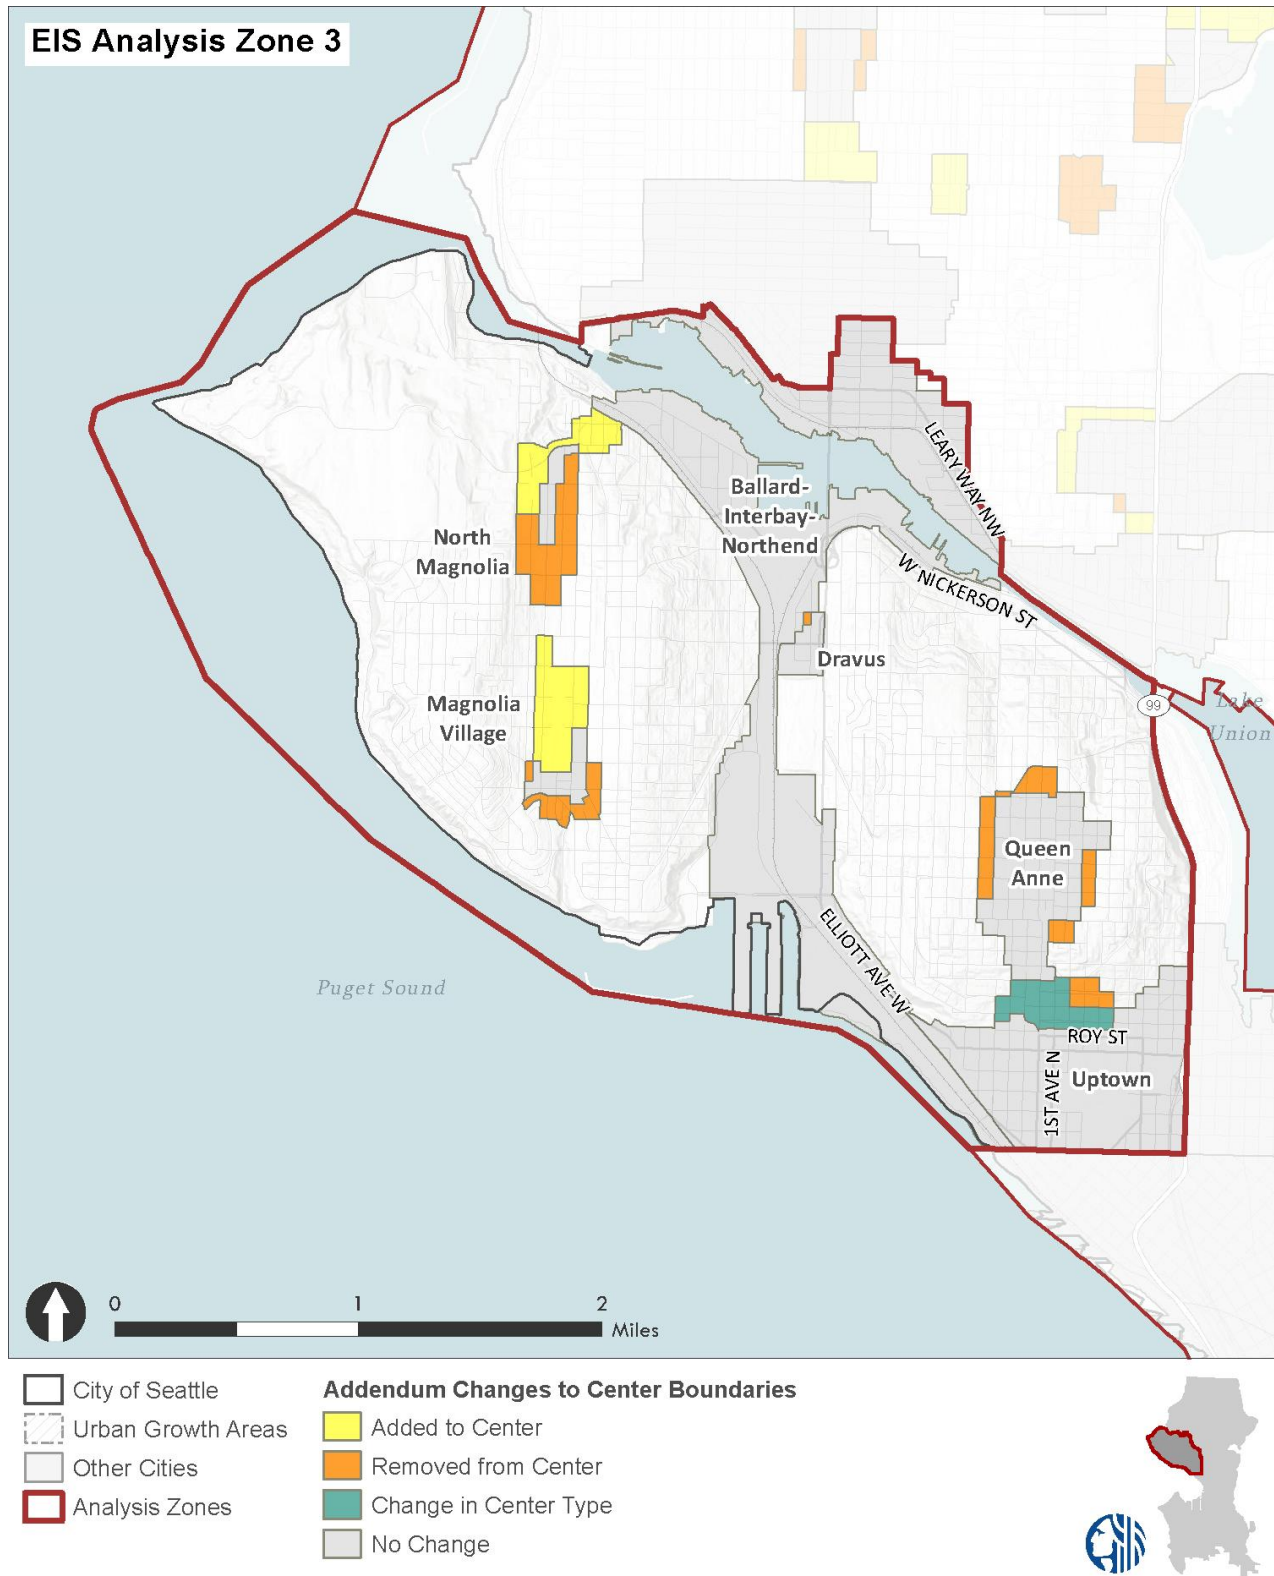 EIS Analysis Zone 3
LEARY WAY NW
Ballard-
Interbay-
Northend
North
Magnolia
W NICKERSON ST
Dravus
Magnolia
Village
99
Lake
Union
Queen
Anne
ELLIOTT AVE W
Puget Sound
ROY ST
1ST AVE N
Uptown
0 1 2
Miles
City of Seattle
Urban Growth Areas
Other Cities
Analysis Zones
Addendum Changes to Center Boundaries
Added to Center
Removed from Center
Change in Center Type
No Change